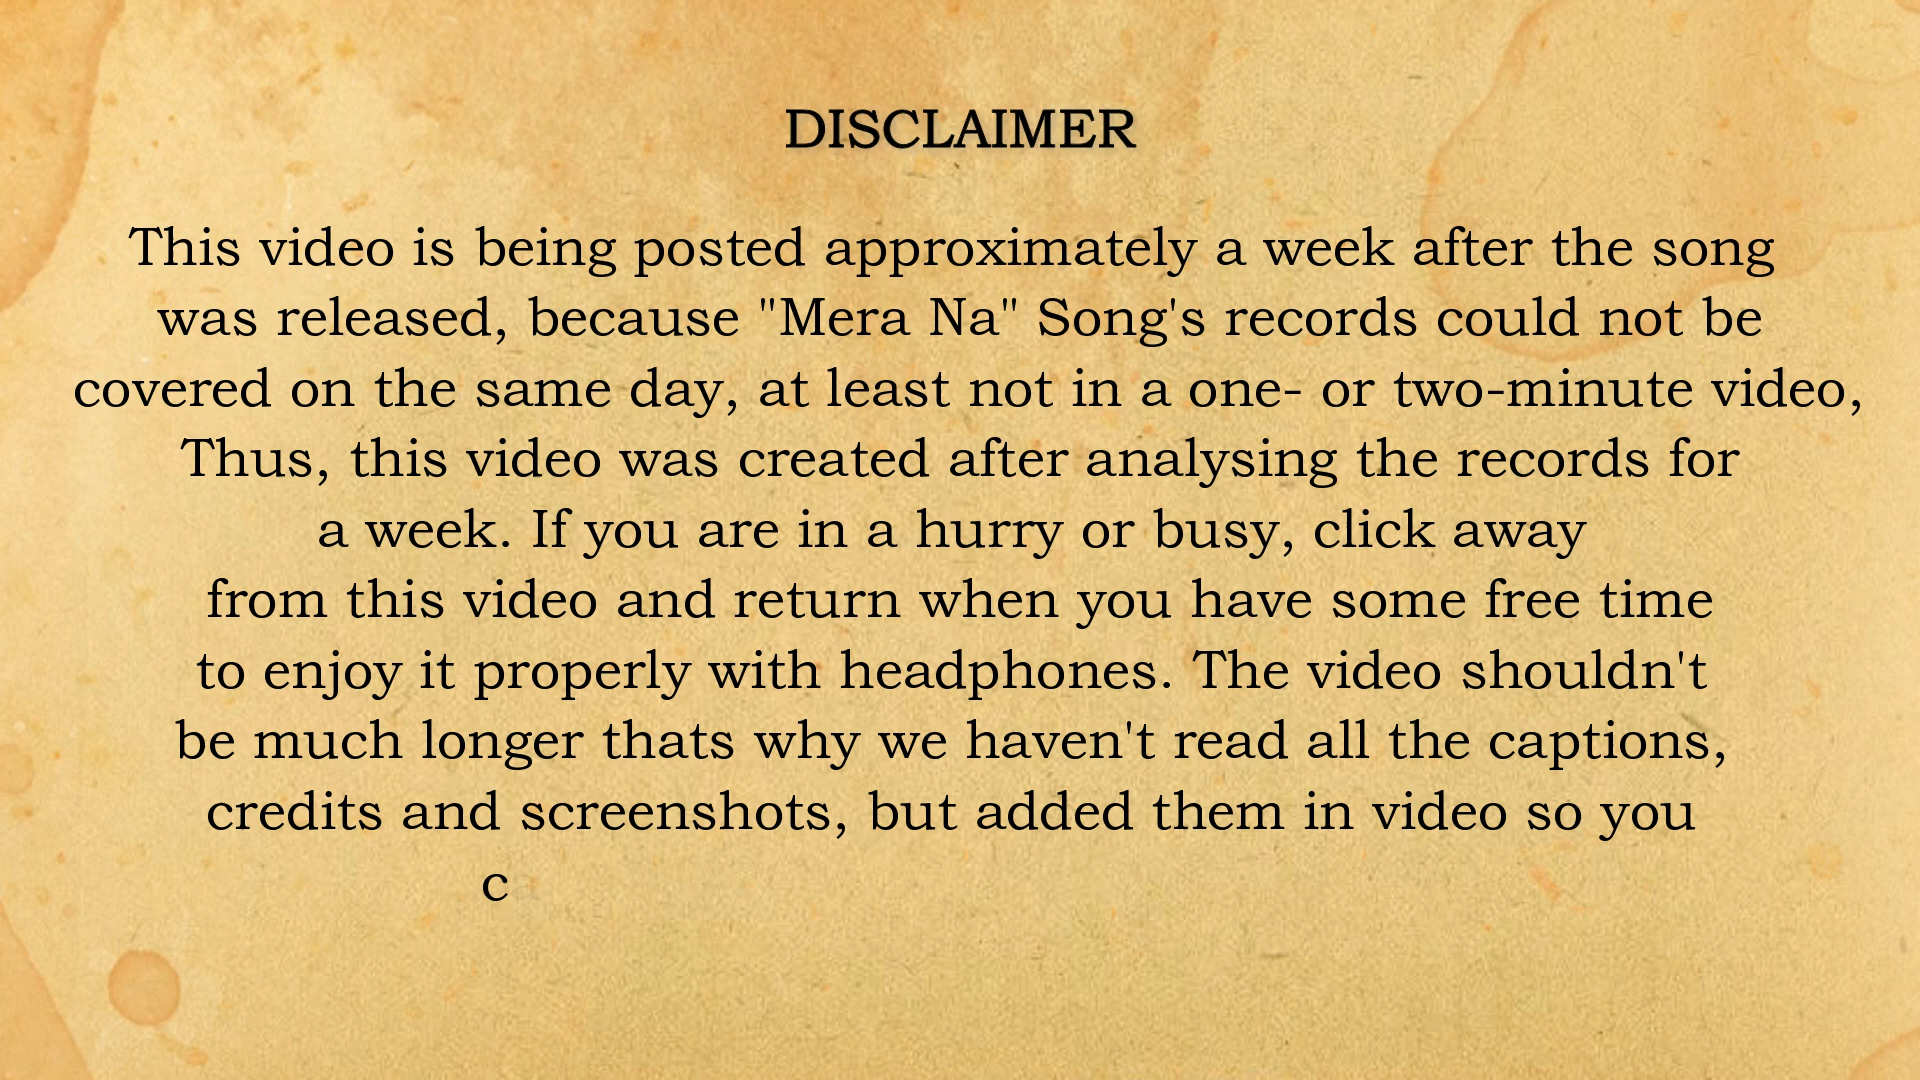 DISCLAIMER
This video is being posted approximately a week after the song
was released, because "Mera Na" Song's records could not be
covered on the same day, at least not in a one- or two-minute video,
Thus, this video was created after analysing the records for
a week. If you are in a hurry or busy, click away
from this video and return when you have some free time
to enjoy it properly with headphones. The video shouldn't
be much longer thats why we haven't read all the captions,
credits and screenshots, but added them in video so you
ca